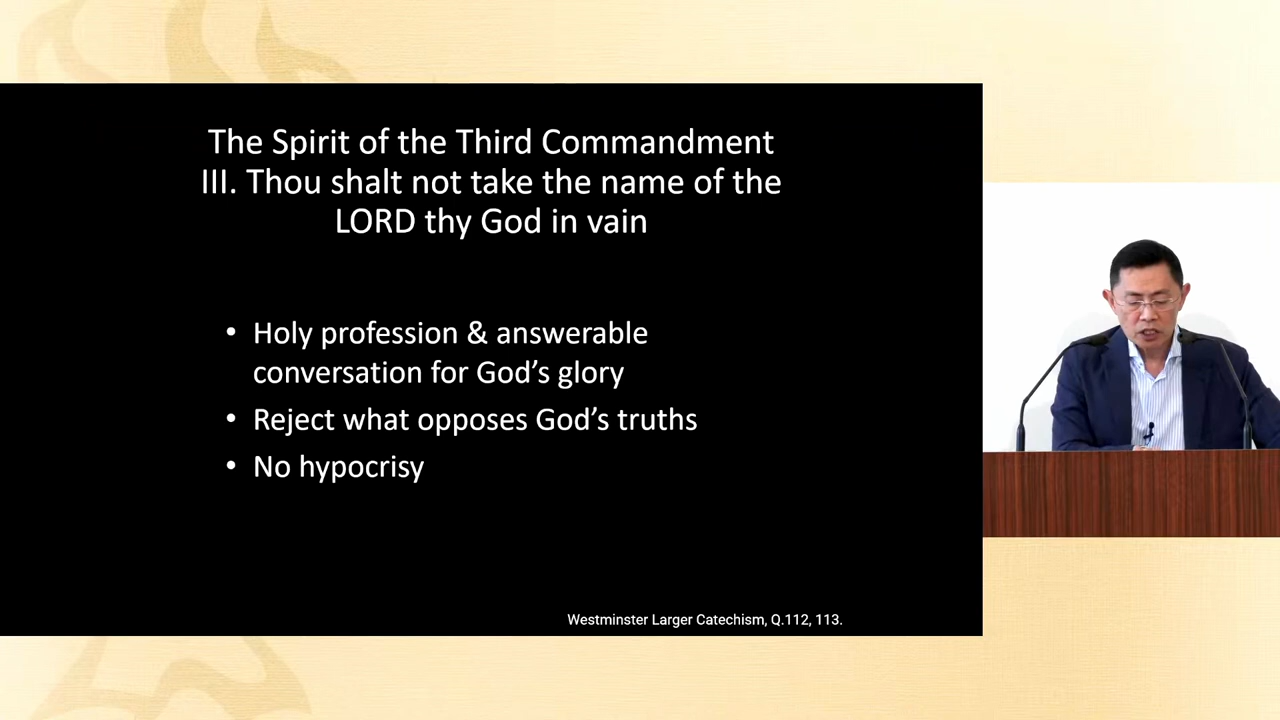 The Spirit of the Third Commandment
III. Thou shalt not take the name of the
LORD thy God in vain
• Holy profession & answerable
conversation for God’s glory
• Reject what opposes God’s truths
• No hypocrisy
Westminster Larger Catechism, Q.112, 113.